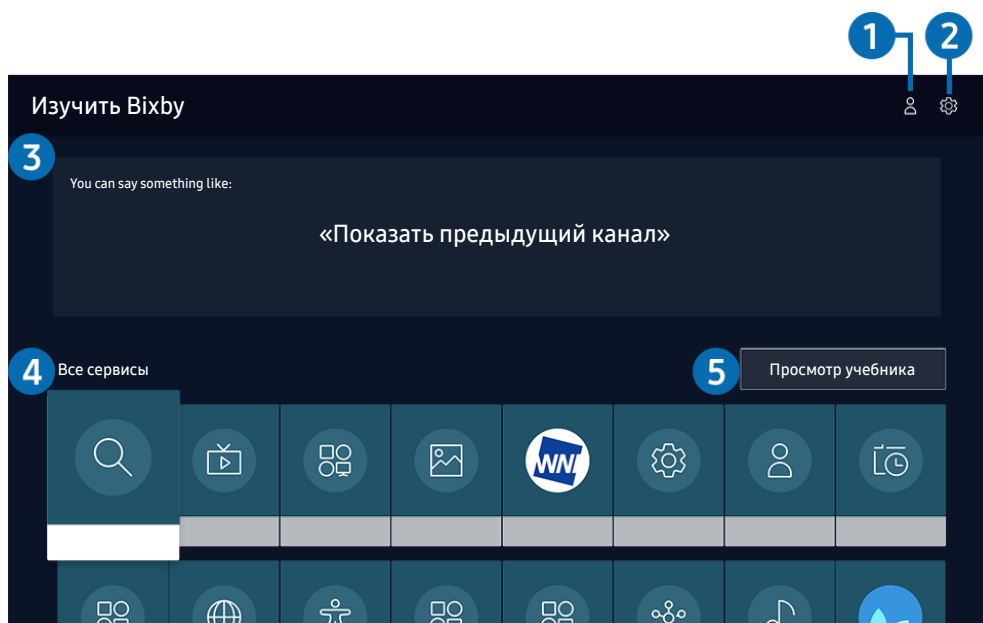 1 2
Изучить Bixby
3
You can say something like:
«Показать предыдущий канал»
4 Все сервисы
5 Просмотр учебника
WNI